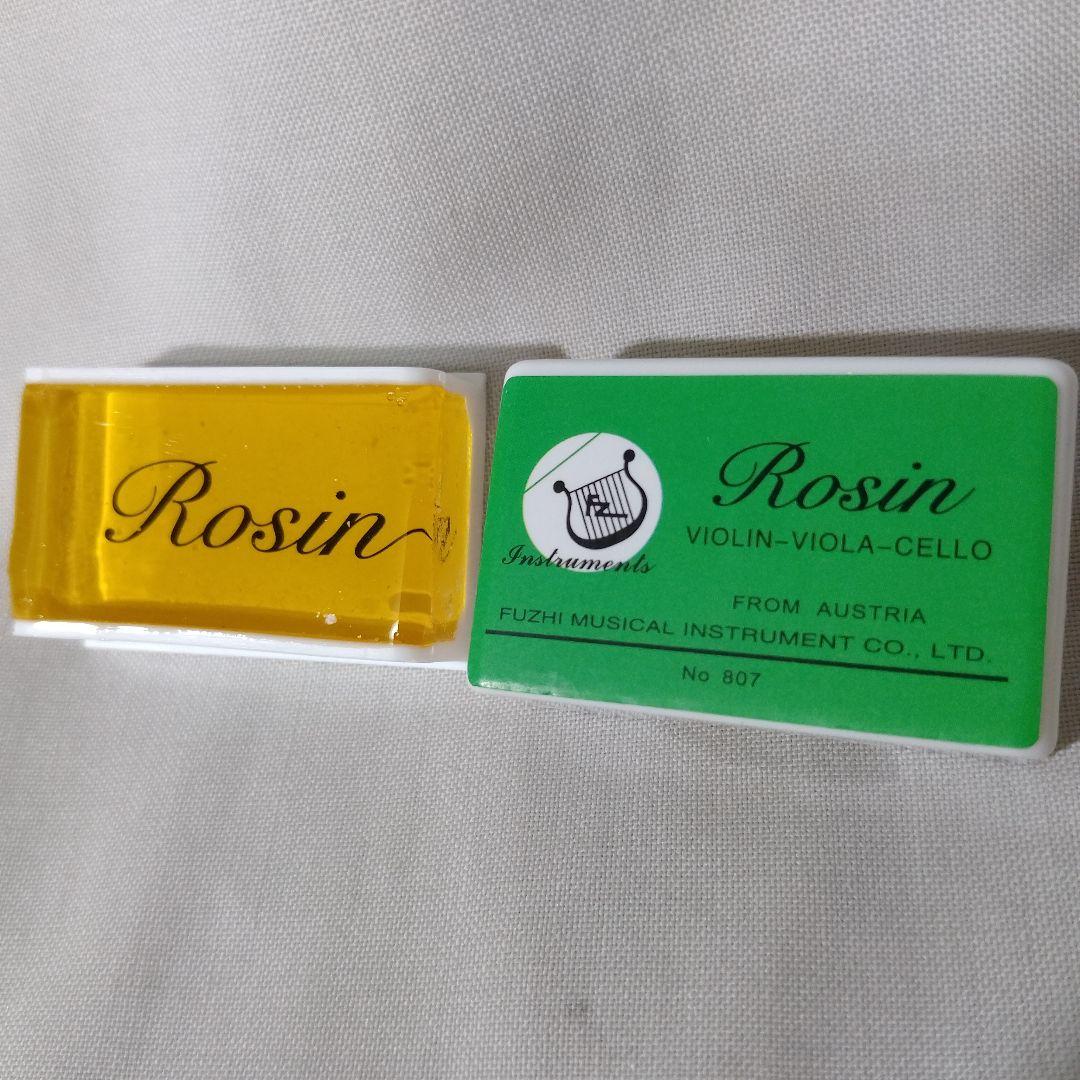 Rosin
FZ
Instruments
Rosin
VIOLIN-VIOLA-CELLO
FROM AUSTRIA
FUZHI MUSICAL INSTRUMENT CO., LTD.
No 807